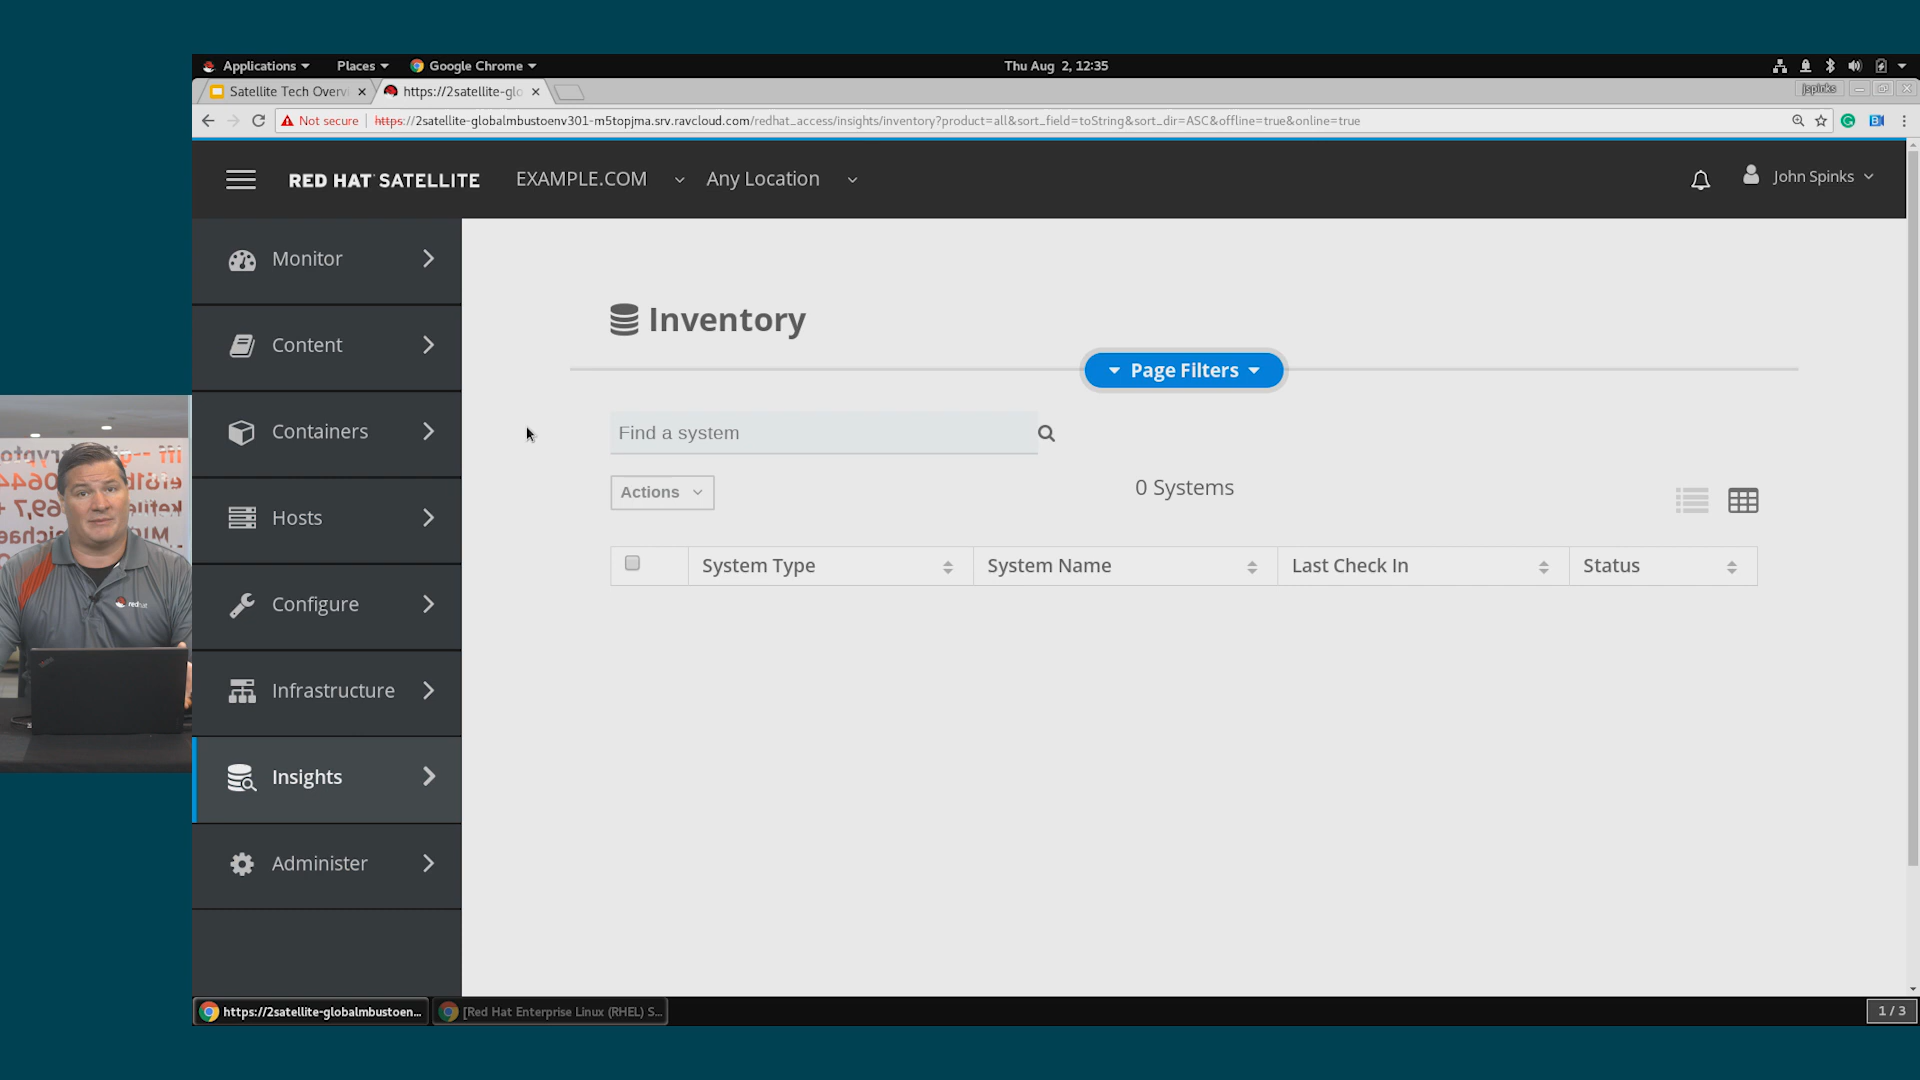 Applications Places Google Chrome Thu Aug 2, 12:35
Satellite Tech Overvi https://2satellite-glo jspinks
Not secure https://2satellite-globalmbustoenv301-m5topjma.srv.ravcloud.com/redhat_access/insights/inventory?product=all&sort_field=toString&sort_dir=ASC&offline=true&online=true
RED HAT SATELLITE EXAMPLE.COM Any Location John Spinks
Monitor
Content
Containers
Hosts
Configure
Infrastructure
Insights
Administer
Inventory
Page Filters
Find a system
Actions 0 Systems
System Type System Name Last Check In Status
redhat
https://2satellite-globalmbustoen... [Red Hat Enterprise Linux (RHEL) S... 1 / 3